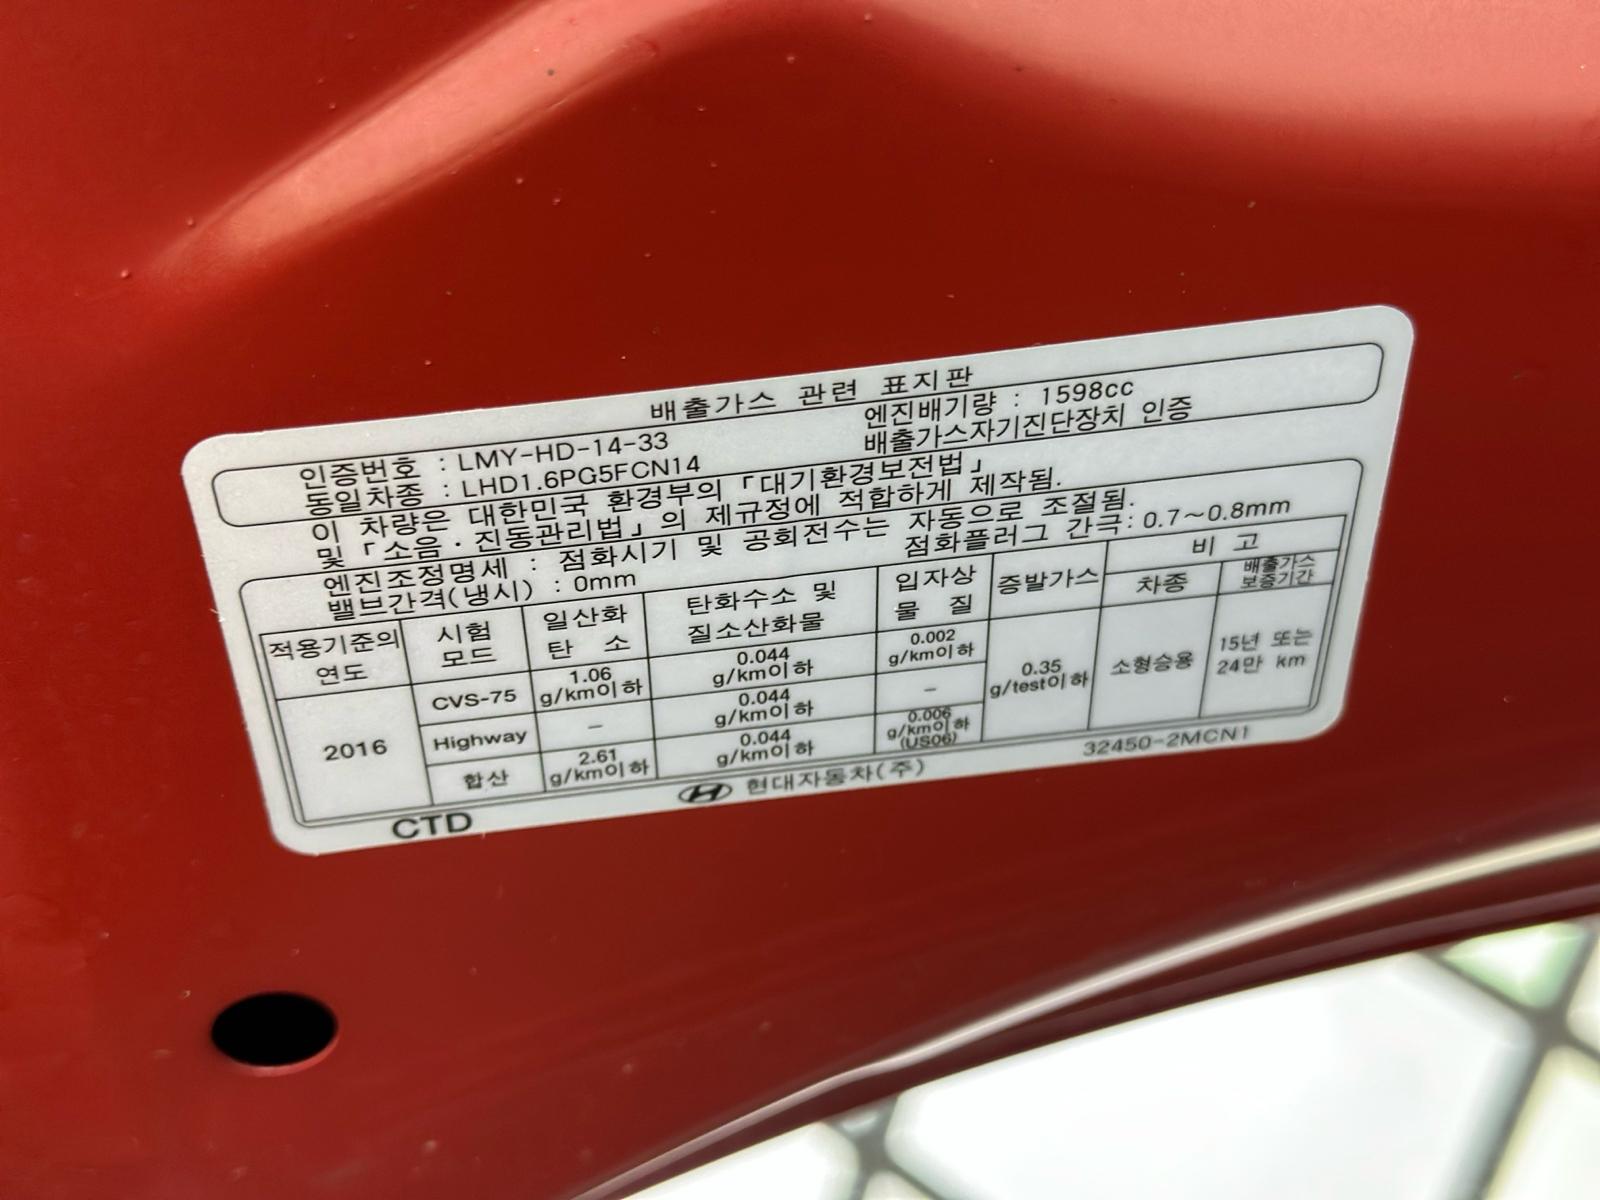 배출가스 관련 표지판
인증번호 : LMY-HD-14-33 엔진배기량 : 1598cc
동일차종 : LHD1.6PG5FCN14 배출가스자기진단장치 인증
이 차량은 대한민국 환경부의 「대기환경보전법」
및 「소음·진동관리법」의 제규정에 적합하게 제작됨.
엔진조정명세 : 점화시기 및 공회전수는 자동으로 조절됨.
밸브간격(냉시) : 0mm 점화플러그 간극: 0.7~0.8mm
적용기준의 연도 시험 모드 일산화 탄소 탄화수소 및 질소산화물 입자상 물질 증발가스 비고
차종 배출가스 보증기간
2016 CVS-75 1.06 g/km이하 0.044 g/km이하 0.002 g/km이하 0.35 g/test이하 소형승용 15년 또는 24만 km
Highway - 0.044 g/km이하 -
합산 2.61 g/km이하 0.044 g/km이하 0.006 g/km이하 (US06)
CTD 현대자동차(주) 32450-2MCN1